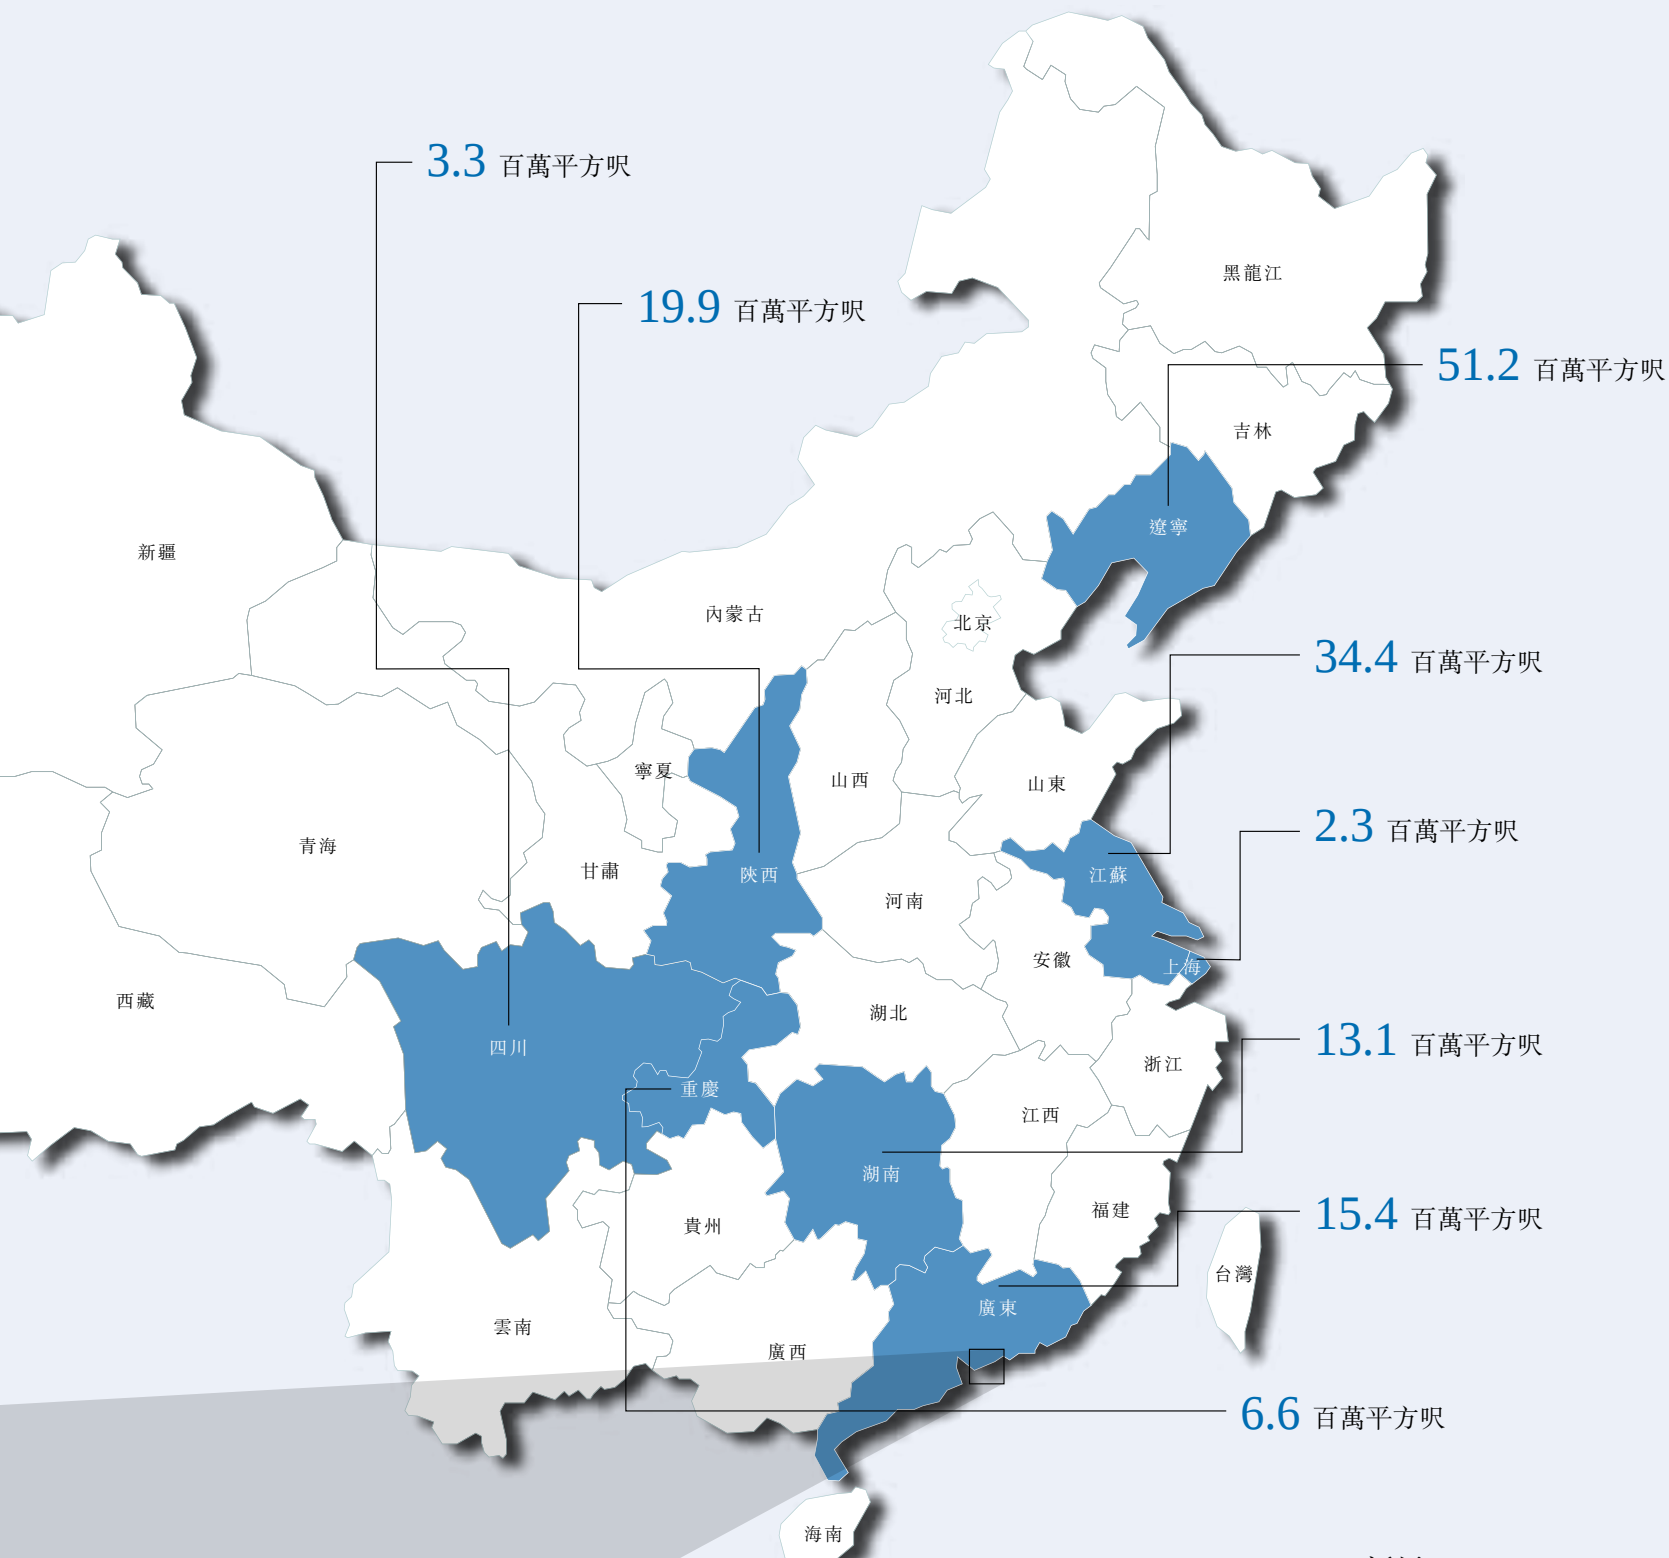 3.3 百萬平方呎
黑龍江
19.9 百萬平方呎
51.2 百萬平方呎
吉林
遼寧
新疆
內蒙古
北京
34.4 百萬平方呎
河北
寧夏
山西
山東
2.3 百萬平方呎
青海
甘肅
陝西
江蘇
河南
安徽
上海
西藏
湖北
四川
13.1 百萬平方呎
浙江
重慶
江西
湖南
福建
15.4 百萬平方呎
貴州
台灣
廣東
雲南
廣西
6.6 百萬平方呎
海南